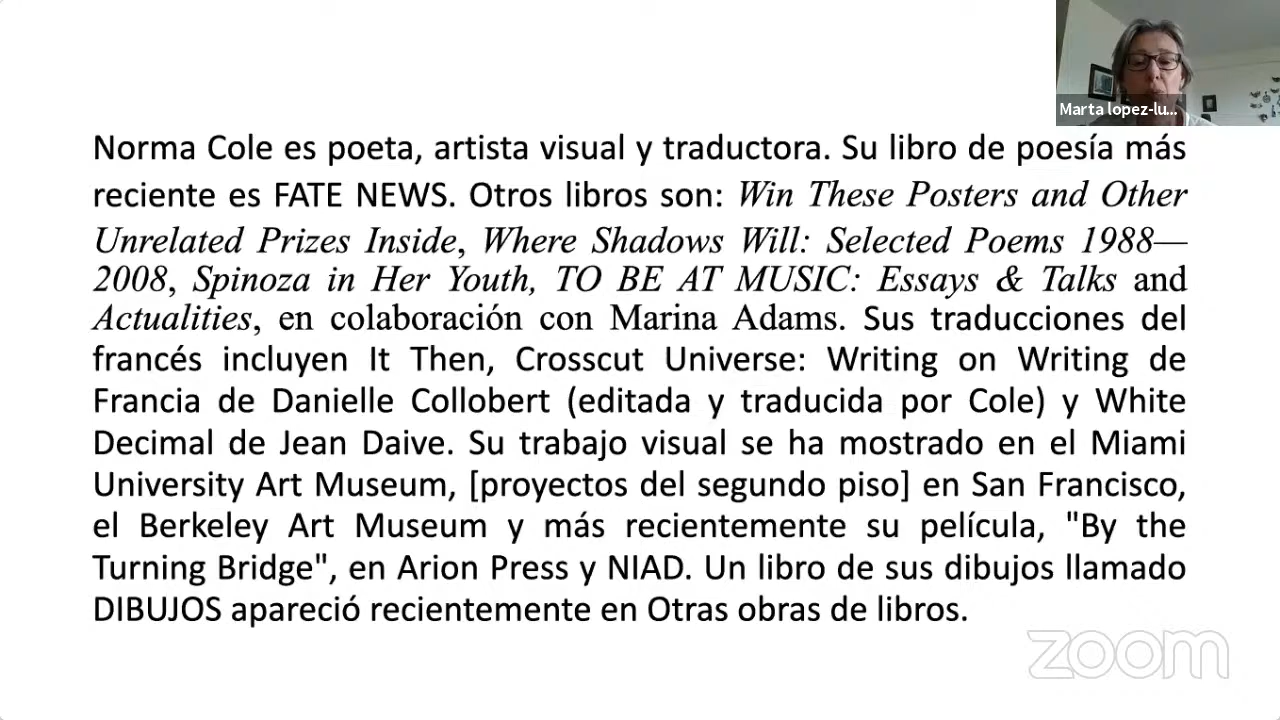 Marta lopez-lu...
Norma Cole es poeta, artista visual y traductora. Su libro de poesía más
reciente es FATE NEWS. Otros libros son: Win These Posters and Other
Unrelated Prizes Inside, Where Shadows Will: Selected Poems 1988—
2008, Spinoza in Her Youth, TO BE AT MUSIC: Essays & Talks and
Actualities, en colaboración con Marina Adams. Sus traducciones del
francés incluyen It Then, Crosscut Universe: Writing on Writing de
Francia de Danielle Collobert (editada y traducida por Cole) y White
Decimal de Jean Daive. Su trabajo visual se ha mostrado en el Miami
University Art Museum, [proyectos del segundo piso] en San Francisco,
el Berkeley Art Museum y más recientemente su película, "By the
Turning Bridge", en Arion Press y NIAD. Un libro de sus dibujos llamado
DIBUJOS apareció recientemente en Otras obras de libros.
zoom